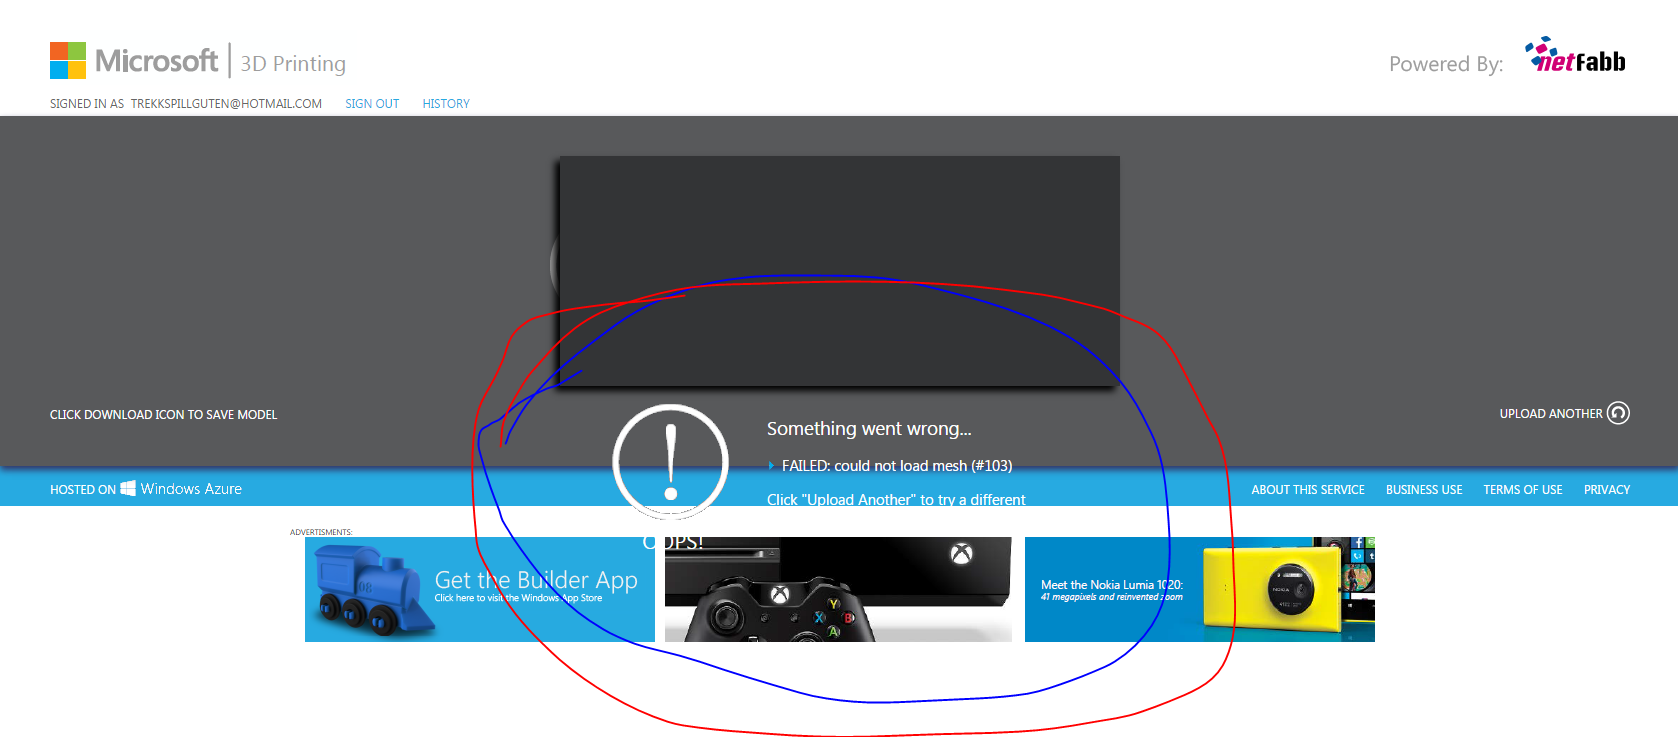 Microsoft | 3D Printing
Powered By: netfabb
SIGNED IN AS TREKKSPILLGUTEN@HOTMAIL.COM SIGN OUT HISTORY
CLICK DOWNLOAD ICON TO SAVE MODEL
UPLOAD ANOTHER
Something went wrong...
FAILED: could not load mesh (#103)
Click "Upload Another" to try a different
OOPS!
HOSTED ON Windows Azure
ABOUT THIS SERVICE BUSINESS USE TERMS OF USE PRIVACY
ADVERTISMENTS:
08
Get the Builder App
Click here to visit the Windows App Store
Y
X B
A
Meet the Nokia Lumia 1020:
41 megapixels and reinvented zoom
NOKIA